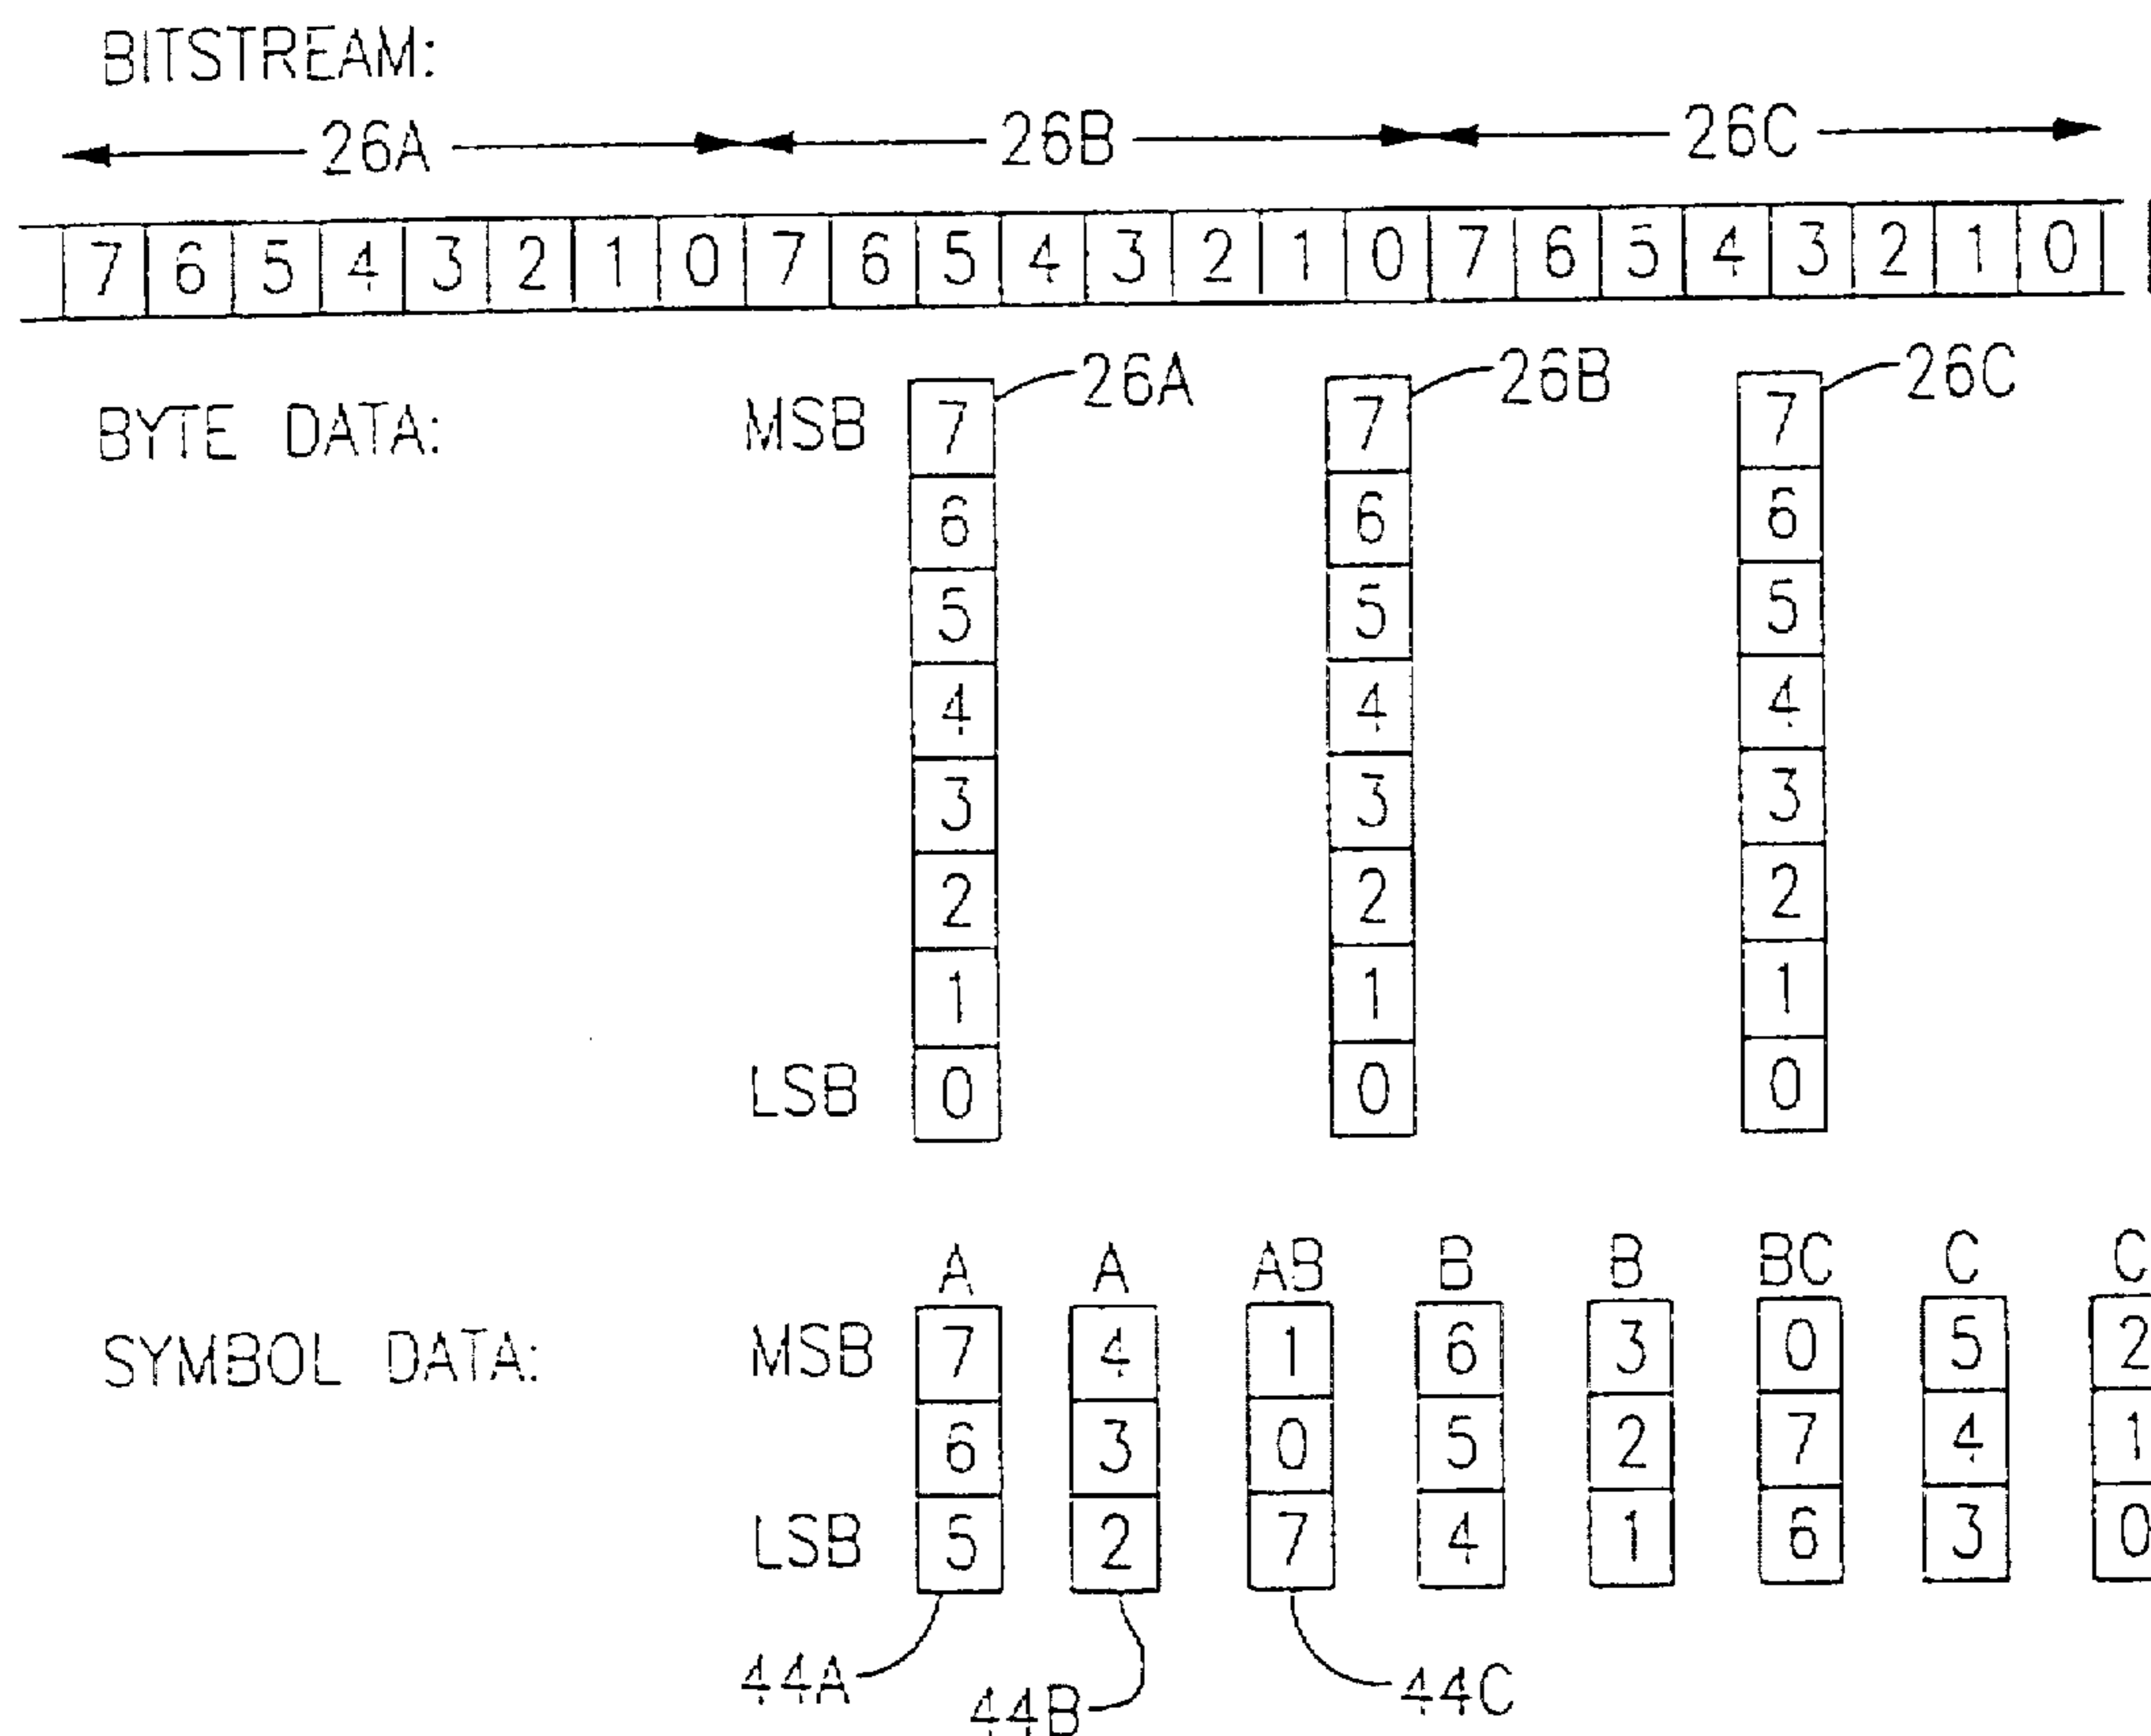 BITSTREAM:
26A 26B 26C
7 6 5 4 3 2 1 0 7 6 5 4 3 2 1 0 7 6 5 4 3 2 1 0
26A 26B 26C
BYTE DATA: MSB 7 7 7
6 6 6
5 5 5
4 4 4
3 3 3
2 2 2
1 1 1
LSB 0 0 0
A A AB B B BC C C
SYMBOL DATA: MSB 7 4 1 6 3 0 5 2
6 3 0 5 2 7 4 1
LSB 5 2 7 4 1 6 3 0
44A 44B 44C